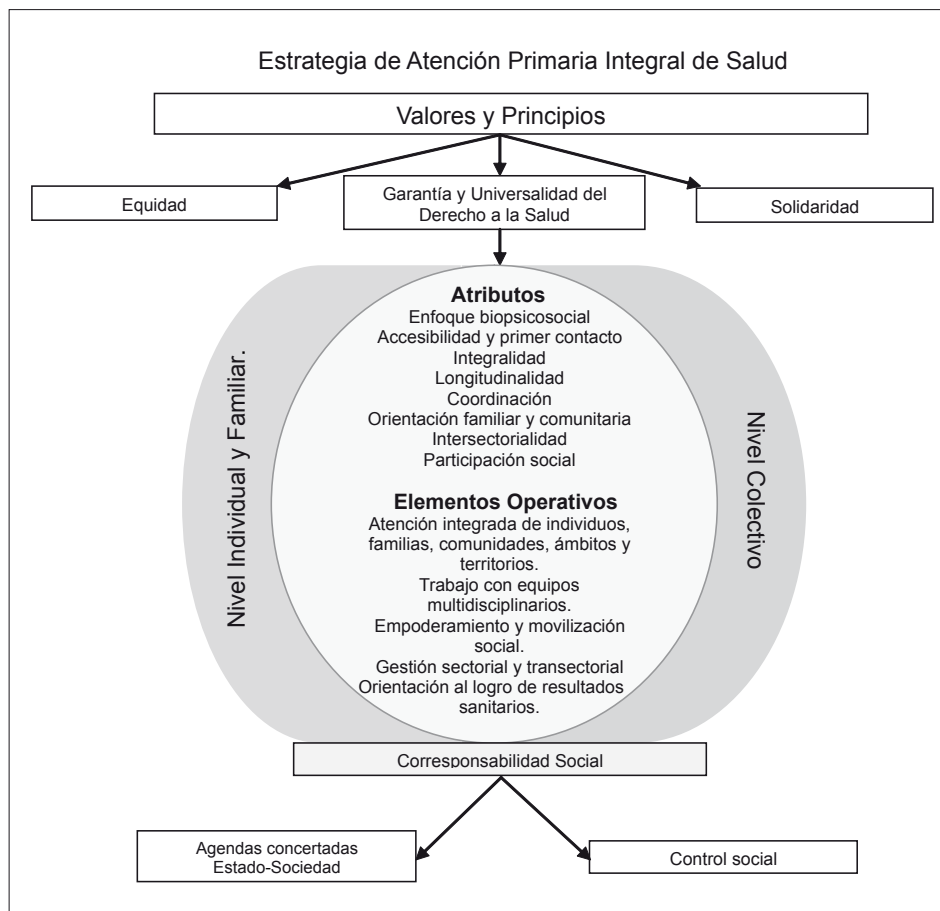 Estrategia de Atención Primaria Integral de Salud
Valores y Principios
Equidad
Garantía y Universalidad del
Derecho a la Salud
Solidaridad
Nivel Individual y Familiar.
Atributos
Enfoque biopsicosocial
Accesibilidad y primer contacto
Integralidad
Longitudinalidad
Coordinación
Orientación familiar y comunitaria
Intersectorialidad
Participación social
Elementos Operativos
Atención integrada de individuos,
familias, comunidades, ámbitos y
territorios.
Trabajo con equipos
multidisciplinarios.
Empoderamiento y movilización
social.
Gestión sectorial y transectorial
Orientación al logro de resultados
sanitarios.
Nivel Colectivo
Corresponsabilidad Social
Agendas concertadas
Estado-Sociedad
Control social